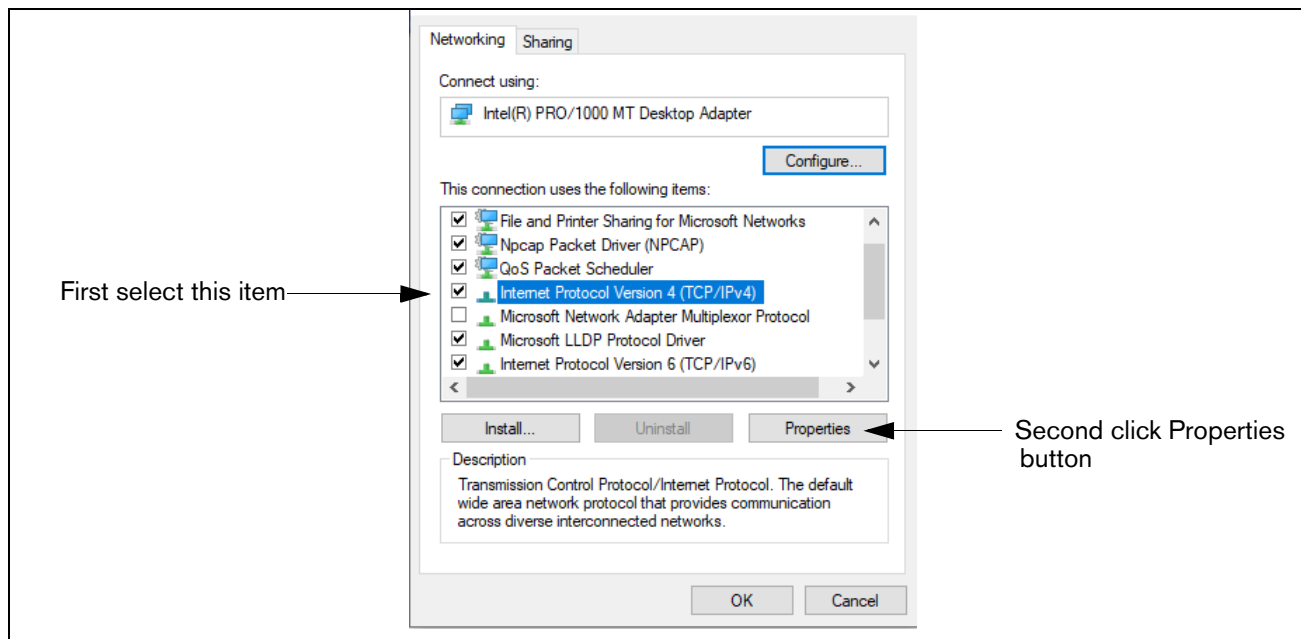 Networking
Sharing
Connect using:
Intel(R) PRO/1000 MT Desktop Adapter
Configure...
This connection uses the following items:
File and Printer Sharing for Microsoft Networks
Npcap Packet Driver (NPCAP)
QoS Packet Scheduler
First select this item
Internet Protocol Version 4 (TCP/IPv4)
Microsoft Network Adapter Multiplexor Protocol
Microsoft LLDP Protocol Driver
Internet Protocol Version 6 (TCP/IPv6)
Install...
Uninstall
Properties
Second click Properties
button
Description
Transmission Control Protocol/Internet Protocol. The default
wide area network protocol that provides communication
across diverse interconnected networks.
OK
Cancel